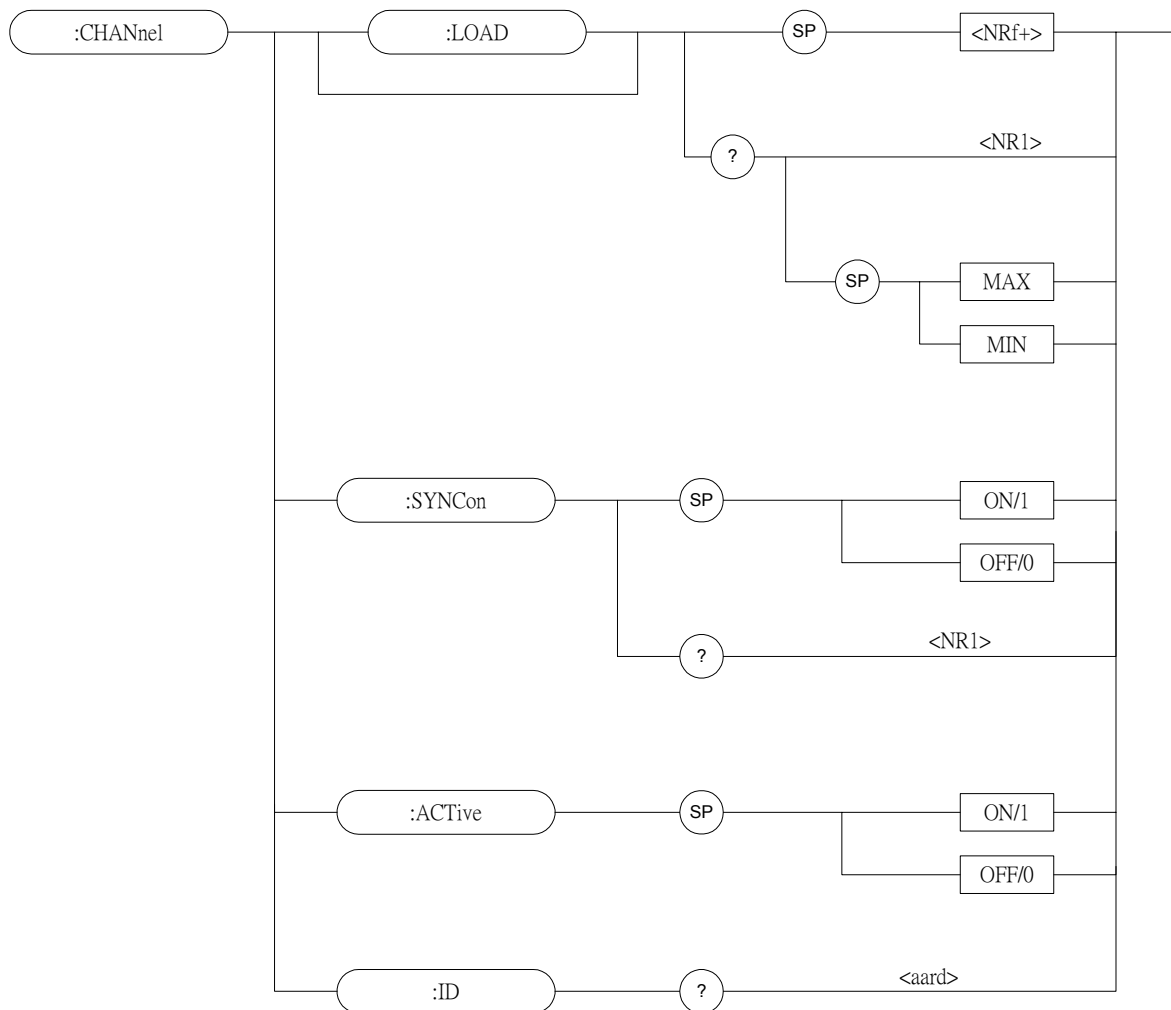 :CHANnel :LOAD SP <NRf+>
? <NR1>
SP MAX
MIN
:SYNCon SP ON/1
OFF/0
? <NR1>
:ACTive SP ON/1
OFF/0
:ID ? <aard>